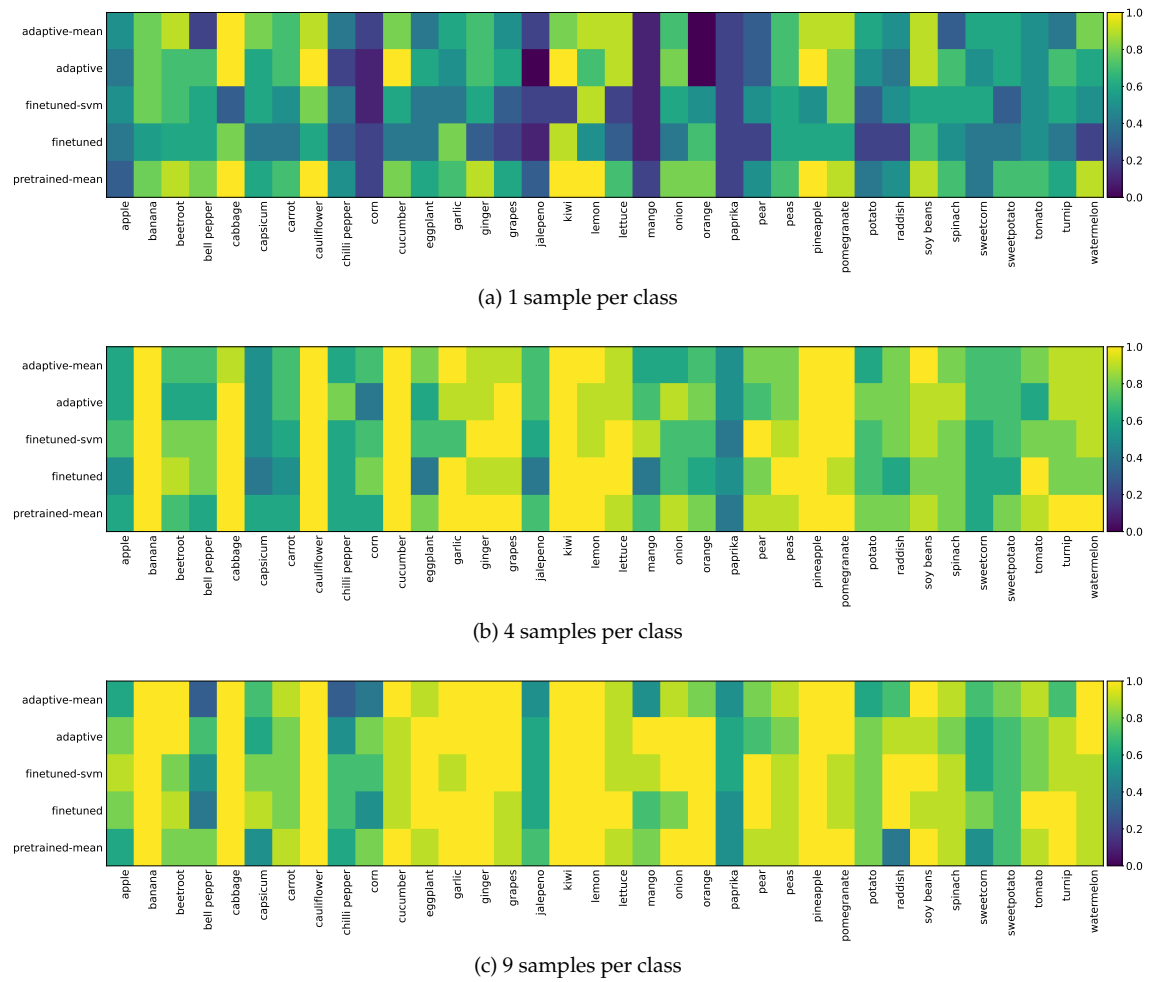 adaptive-mean
adaptive
finetuned-svm
finetuned
pretrained-mean
1.0
0.8
0.6
0.4
0.2
0.0
apple banana beetroot bell pepper cabbage capsicum carrot cauliflower chilli pepper corn cucumber eggplant garlic ginger grapes jalepeno kiwi lemon lettuce mango onion orange paprika pear peas pineapple pomegranate potato raddish soy beans spinach sweetcorn sweetpotato tomato turnip watermelon
(a) 1 sample per class
adaptive-mean
adaptive
finetuned-svm
finetuned
pretrained-mean
1.0
0.8
0.6
0.4
0.2
0.0
apple banana beetroot bell pepper cabbage capsicum carrot cauliflower chilli pepper corn cucumber eggplant garlic ginger grapes jalepeno kiwi lemon lettuce mango onion orange paprika pear peas pineapple pomegranate potato raddish soy beans spinach sweetcorn sweetpotato tomato turnip watermelon
(b) 4 samples per class
adaptive-mean
adaptive
finetuned-svm
finetuned
pretrained-mean
1.0
0.8
0.6
0.4
0.2
0.0
apple banana beetroot bell pepper cabbage capsicum carrot cauliflower chilli pepper corn cucumber eggplant garlic ginger grapes jalepeno kiwi lemon lettuce mango onion orange paprika pear peas pineapple pomegranate potato raddish soy beans spinach sweetcorn sweetpotato tomato turnip watermelon
(c) 9 samples per class